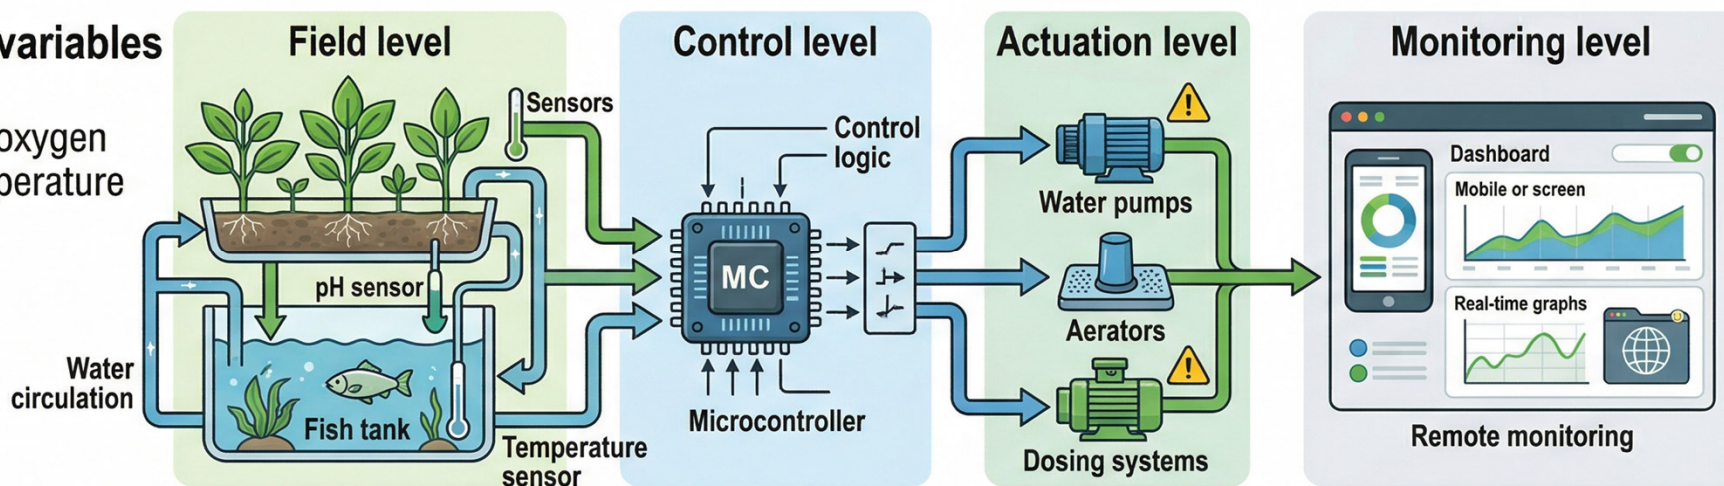 variables
oxygen
perature
Field level
Sensors
pH sensor
Water
circulation
Fish tank
Temperature
sensor
Control level
Control
logic
MC
Microcontroller
Actuation level
Water pumps
Aerators
Dosing systems
Monitoring level
Dashboard
Mobile or screen
Real-time graphs
Remote monitoring